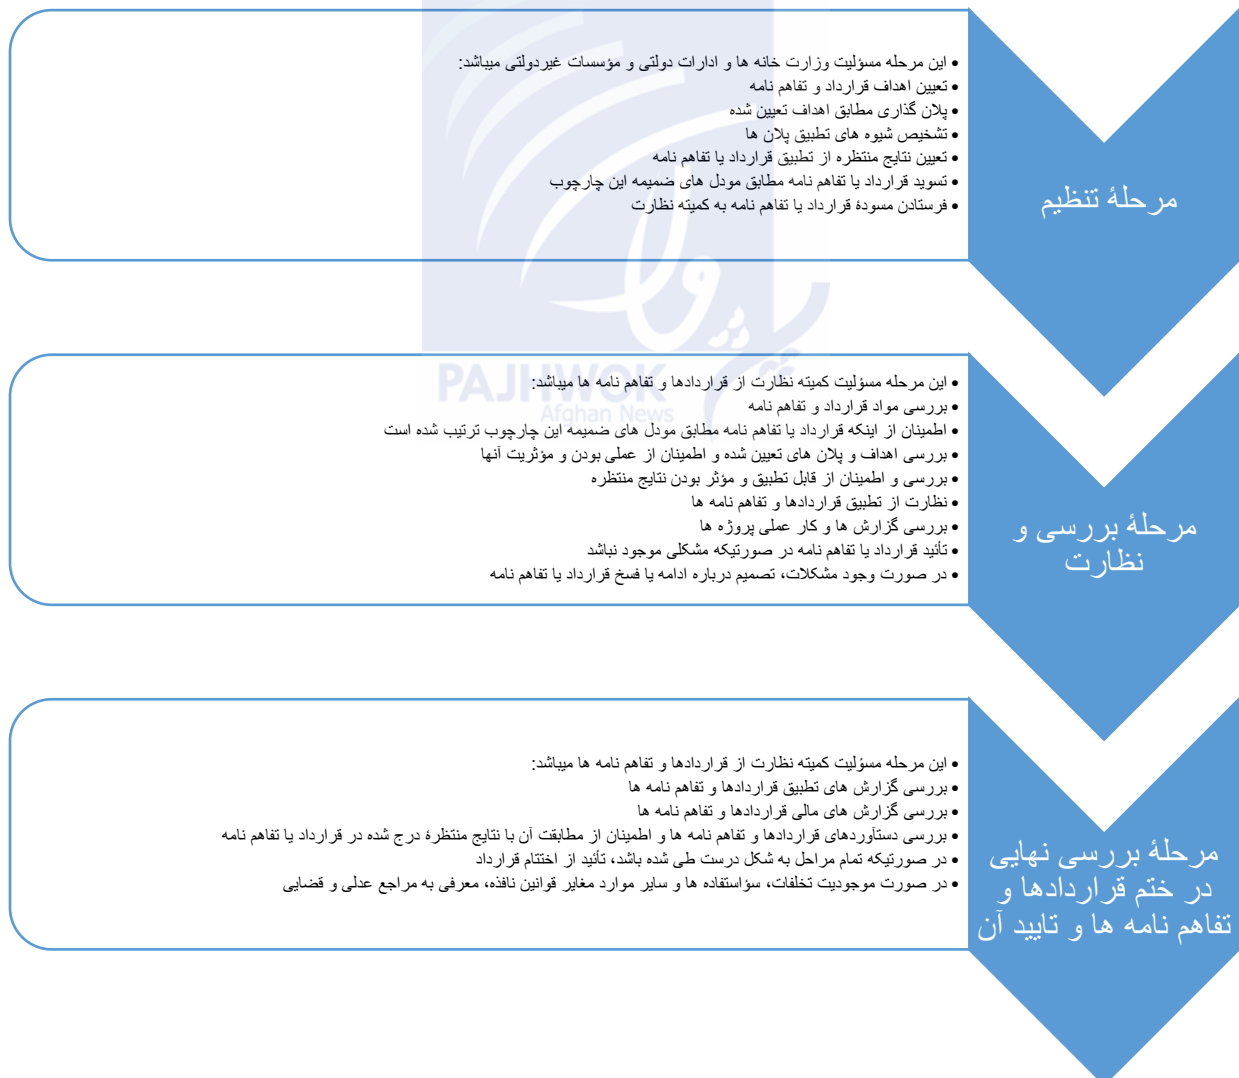 مرحلۀ تنظیم
• این مرحله مسؤلیت وزارت خانه ها و ادارات دولتی و مؤسسات غیردولتی میباشد:
• تعیین اهداف قرارداد و تفاهم نامه
• پلان گذاری مطابق اهداف تعیین شده
• تشخیص شیوه های تطبیق پلان ها
• تعیین نتایج منتظره از تطبیق قرارداد یا تفاهم نامه
• تسوید قرارداد یا تفاهم نامه مطابق مودل های ضمیمه این چارچوب
• فرستادن مسودۀ قرارداد یا تفاهم نامه به کمیته نظارت
پژواک
PAJHWOK
Afghan News
مرحلۀ بررسی و
نظارت
• این مرحله مسؤلیت کمیته نظارت از قراردادها و تفاهم نامه ها میباشد:
• بررسی مواد قرارداد و تفاهم نامه
• اطمینان از اینکه قرارداد یا تفاهم نامه مطابق مودل های ضمیمه این چارچوب ترتیب شده است
• بررسی اهداف و پلان های تعیین شده و اطمینان از عملی بودن و مؤثریت آنها
• بررسی و اطمینان از قابل تطبیق و مؤثر بودن نتایج منتظره
• نظارت از تطبیق قراردادها و تفاهم نامه ها
• بررسی گزارش ها و کار عملی پروژه ها
• تأئید قرارداد یا تفاهم نامه در صورتیکه مشکلی موجود نباشد
• در صورت وجود مشکلات، تصمیم درباره ادامه یا فسخ قرارداد یا تفاهم نامه
مرحلۀ بررسی نهایی
در ختم قراردادها و
تفاهم نامه ها و تایید آن
• این مرحله مسؤلیت کمیته نظارت از قراردادها و تفاهم نامه ها میباشد:
• بررسی گزارش های تطبیق قراردادها و تفاهم نامه ها
• بررسی گزارش های مالی قراردادها و تفاهم نامه ها
• بررسی دستآوردهای قراردادها و تفاهم نامه ها و اطمینان از مطابقت آن با نتایج منتظرۀ درج شده در قرارداد یا تفاهم نامه
• در صورتیکه تمام مراحل به شکل درست طی شده باشد، تأئید از اختتام قرارداد
• در صورت موجودیت تخلفات، سؤاستفاده ها و سایر موارد مغایر قوانین نافذه، معرفی به مراجع عدلی و قضایی